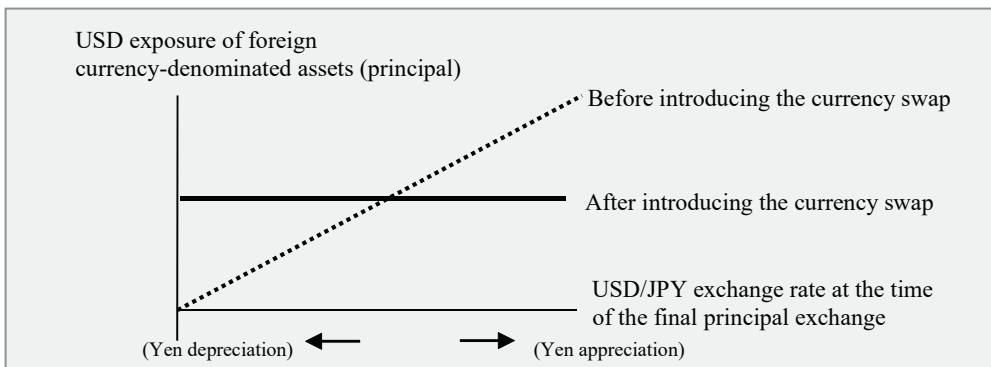 USD exposure of foreign
currency-denominated assets (principal)
Before introducing the currency swap
After introducing the currency swap
USD/JPY exchange rate at the time
of the final principal exchange
(Yen depreciation)
(Yen appreciation)